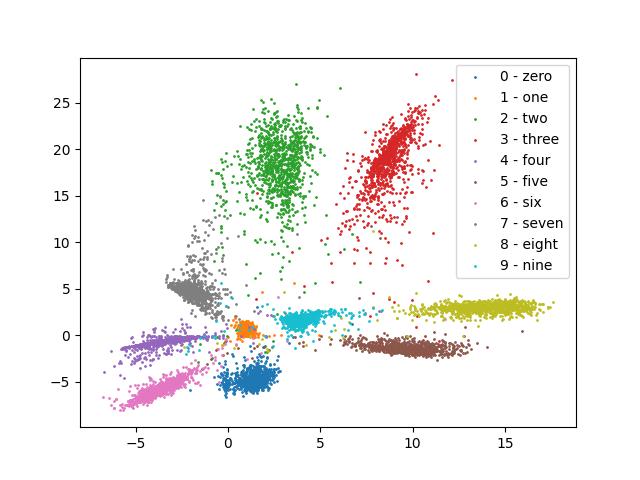 0 - zero
1 - one
2 - two
3 - three
4 - four
5 - five
6 - six
7 - seven
8 - eight
9 - nine
25
20
15
10
5
0
−5
−5
0
5
10
15